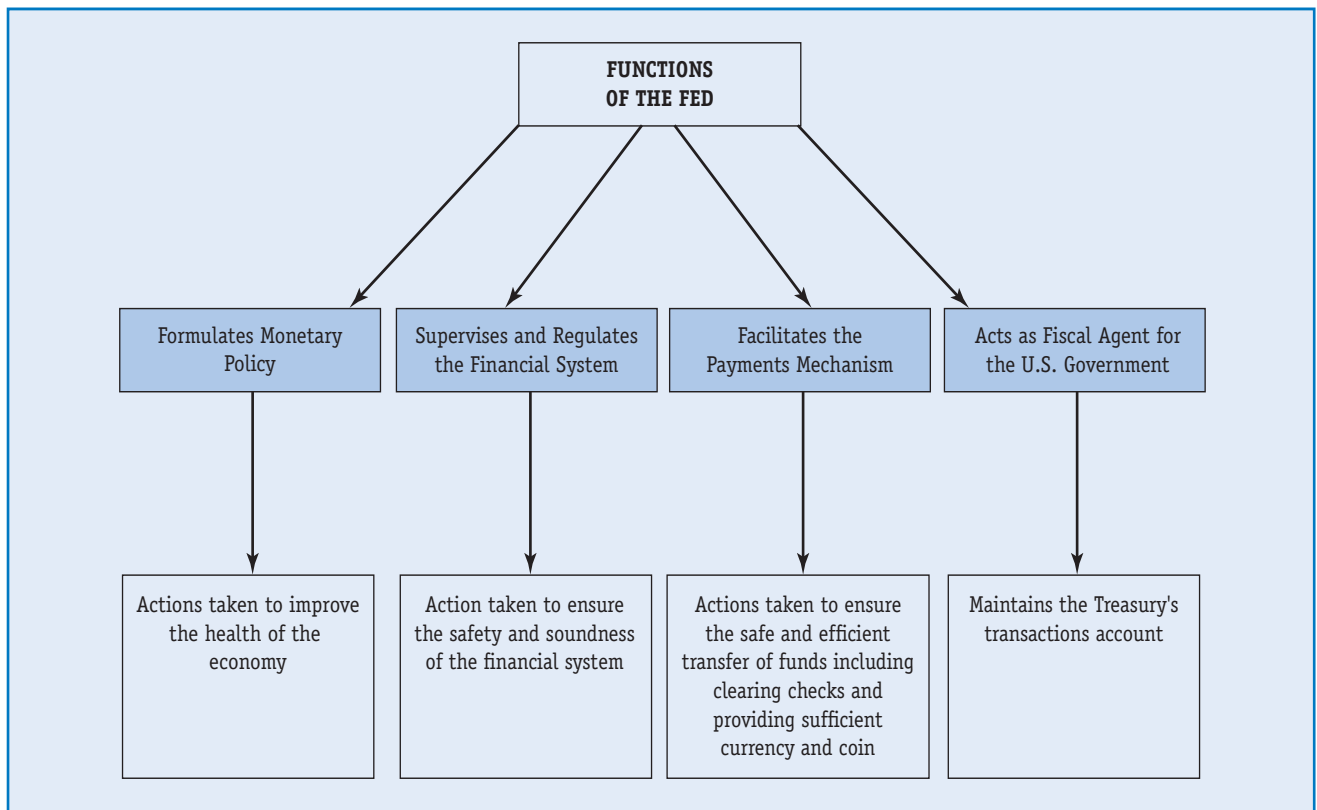 FUNCTIONS
OF THE FED
Formulates Monetary
Policy
Supervises and Regulates
the Financial System
Facilitates the
Payments Mechanism
Acts as Fiscal Agent for
the U.S. Government
Actions taken to improve
the health of the
economy
Action taken to ensure
the safety and soundness
of the financial system
Actions taken to ensure
the safe and efficient
transfer of funds including
clearing checks and
providing sufficient
currency and coin
Maintains the Treasury's
transactions account